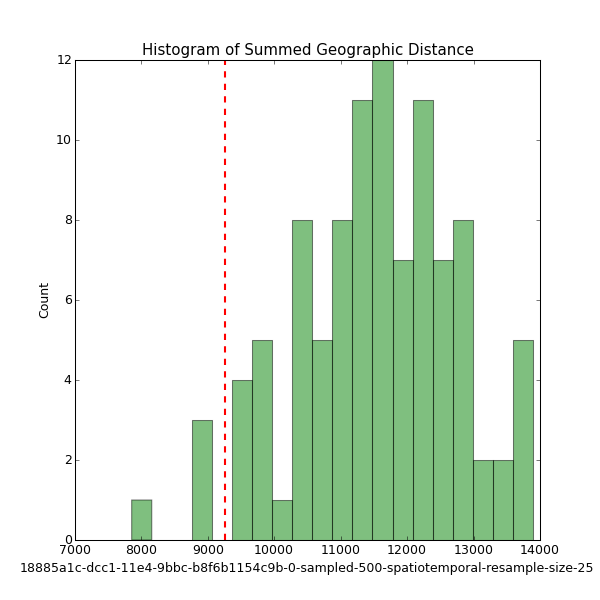 Histogram of Summed Geographic Distance
12
10
8
6
4
2
0
Count
7000 8000 9000 10000 11000 12000 13000 14000
18885a1c-dcc1-11e4-9bbc-b8f6b1154c9b-0-sampled-500-spatiotemporal-resample-size-25